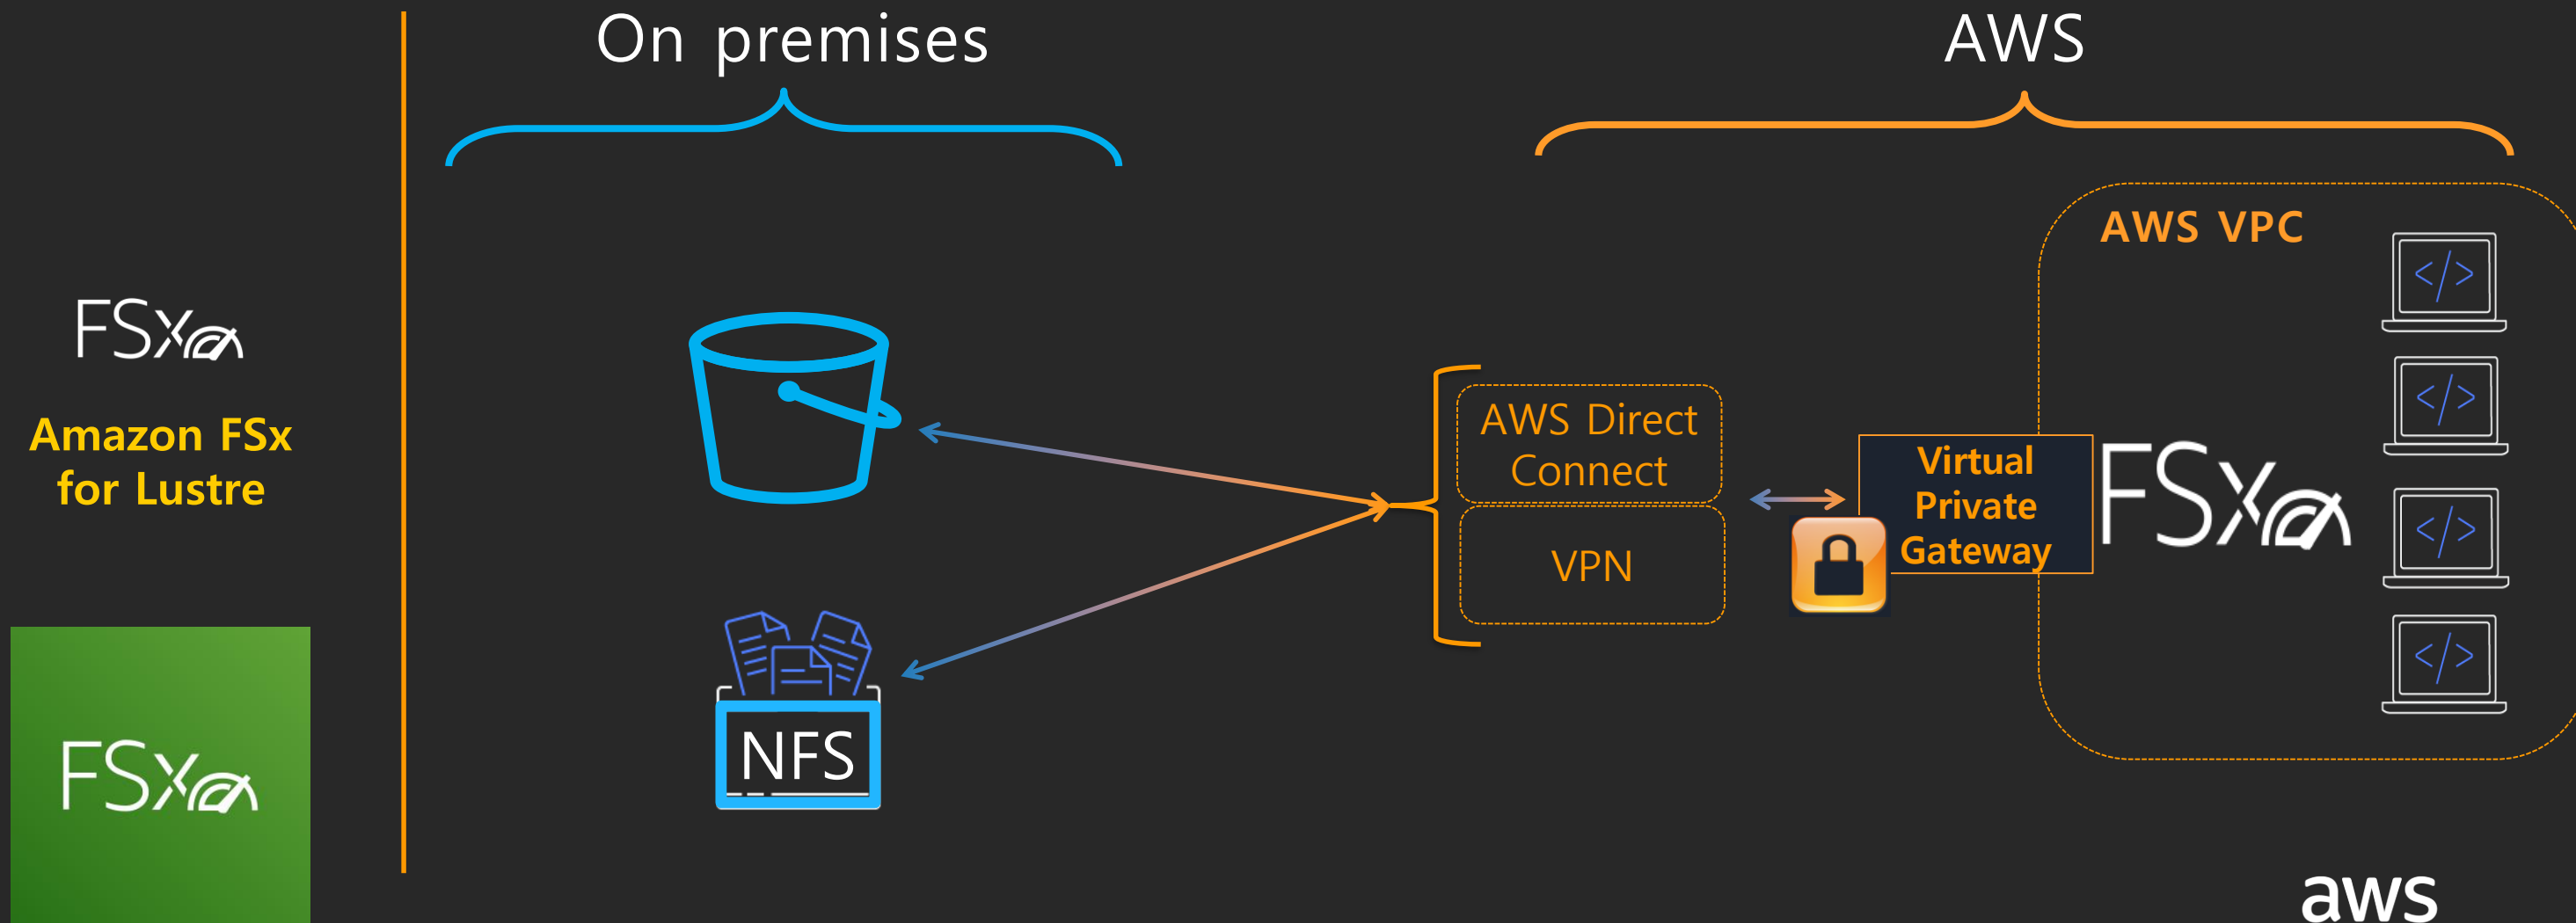 On premises
AWS
AWS VPC
</>
</>
</>
</>
FSx
Amazon FSx
for Lustre
FSx
NFS
AWS Direct
Connect
VPN
Virtual
Private
Gateway
FSx
aws